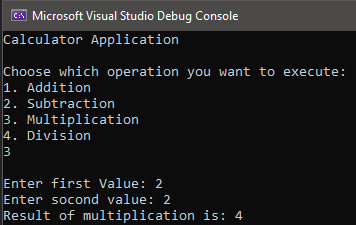 Microsoft Visual Studio Debug Console
Calculator Application
Choose which operation you want to execute:
1. Addition
2. Subtraction
3. Multiplication
4. Division
3
Enter first Value: 2
Enter socond value: 2
Result of multiplication is: 4